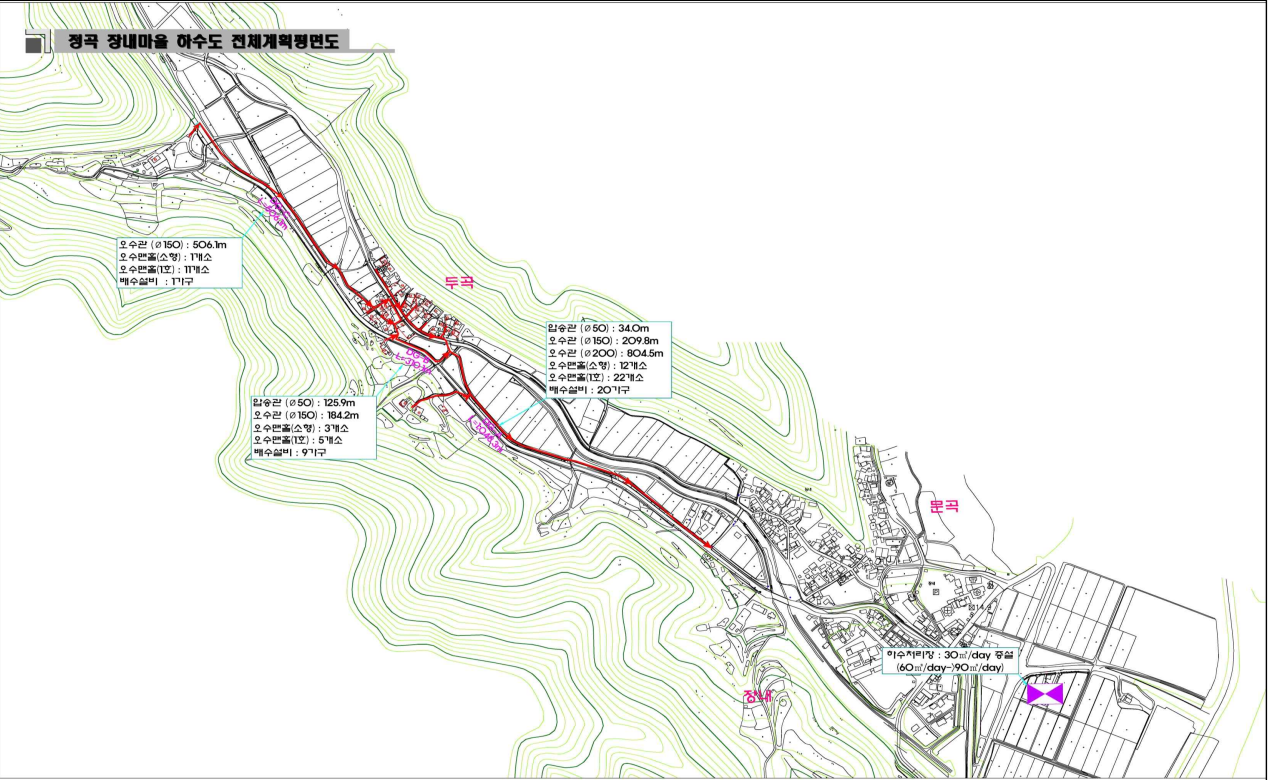 정곡 장내마을 하수도 전체계획평면도
오수관 (Ø150) : 506.1m
오수맨홀(소형) : 1개소
오수맨홀(1호) : 11개소
배수설비 : 1가구
두곡
압송관 (Ø50) : 34.0m
오수관 (Ø150) : 209.8m
오수관 (Ø200) : 804.5m
오수맨홀(소형) : 12개소
오수맨홀(1호) : 22개소
배수설비 : 20가구
압송관 (Ø50) : 125.9m
오수관 (Ø150) : 184.2m
오수맨홀(소형) : 3개소
오수맨홀(1호) : 5개소
배수설비 : 9가구
문곡
하수처리장 : 30㎥/day 증설
(60㎥/day->90㎥/day)
장내